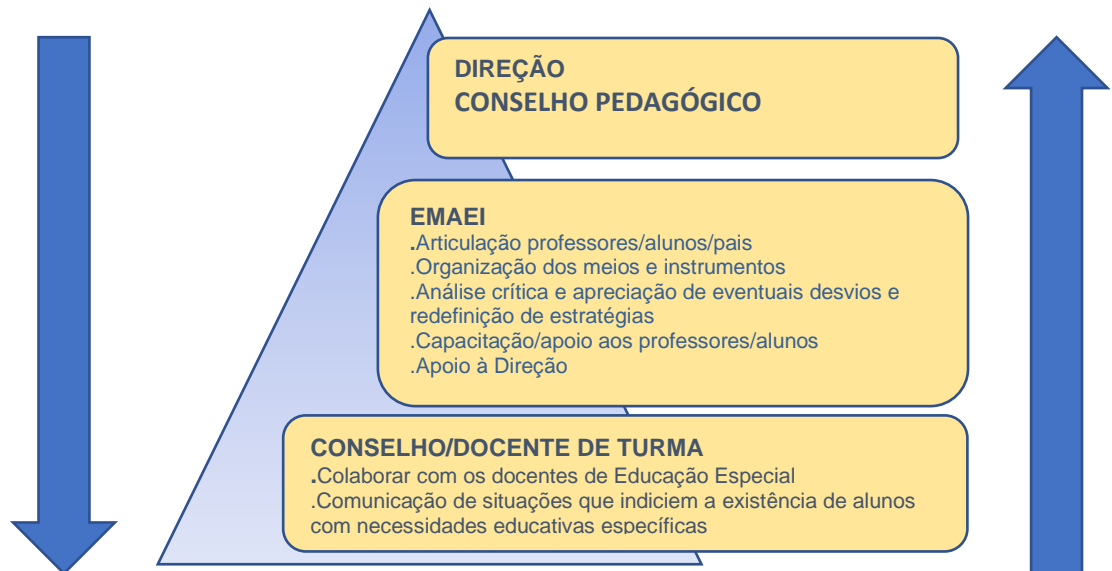 DIREÇÃO
CONSELHO PEDAGÓGICO
EMAEI
.Articulação professores/alunos/pais
.Organização dos meios e instrumentos
.Análise crítica e apreciação de eventuais desvios e
redefinição de estratégias
.Capacitação/apoio aos professores/alunos
.Apoio à Direção
CONSELHO/DOCENTE DE TURMA
.Colaborar com os docentes de Educação Especial
.Comunicação de situações que indiciem a existência de alunos
com necessidades educativas específicas